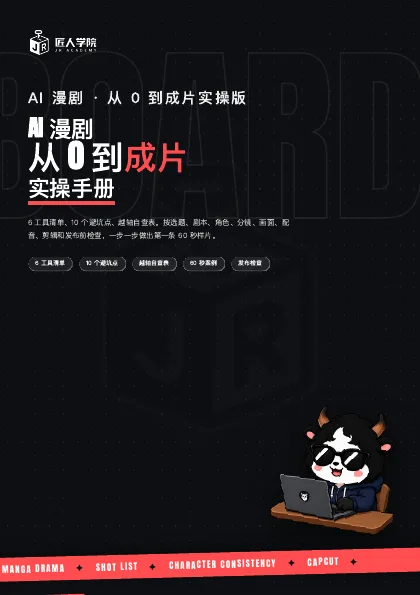 匠人学院
JR ACADEMY
AI 漫剧 · 从 0 到成片实操版
AI 漫剧
从 0 到成片
实操手册
6 工具清单、10 个避坑点、越轴自查表。按选题、剧本、角色、分镜、画面、配
音、剪辑和发布前检查，一步一步做出第一条 60 秒样片。
6 工具清单
10 个避坑点
越轴自查表
60 秒案例
发布检查
BOARD
JR
MANGA DRAMA ✦ SHOT LIST ✦ CHARACTER CONSISTENCY ✦ CAPCUT ✦